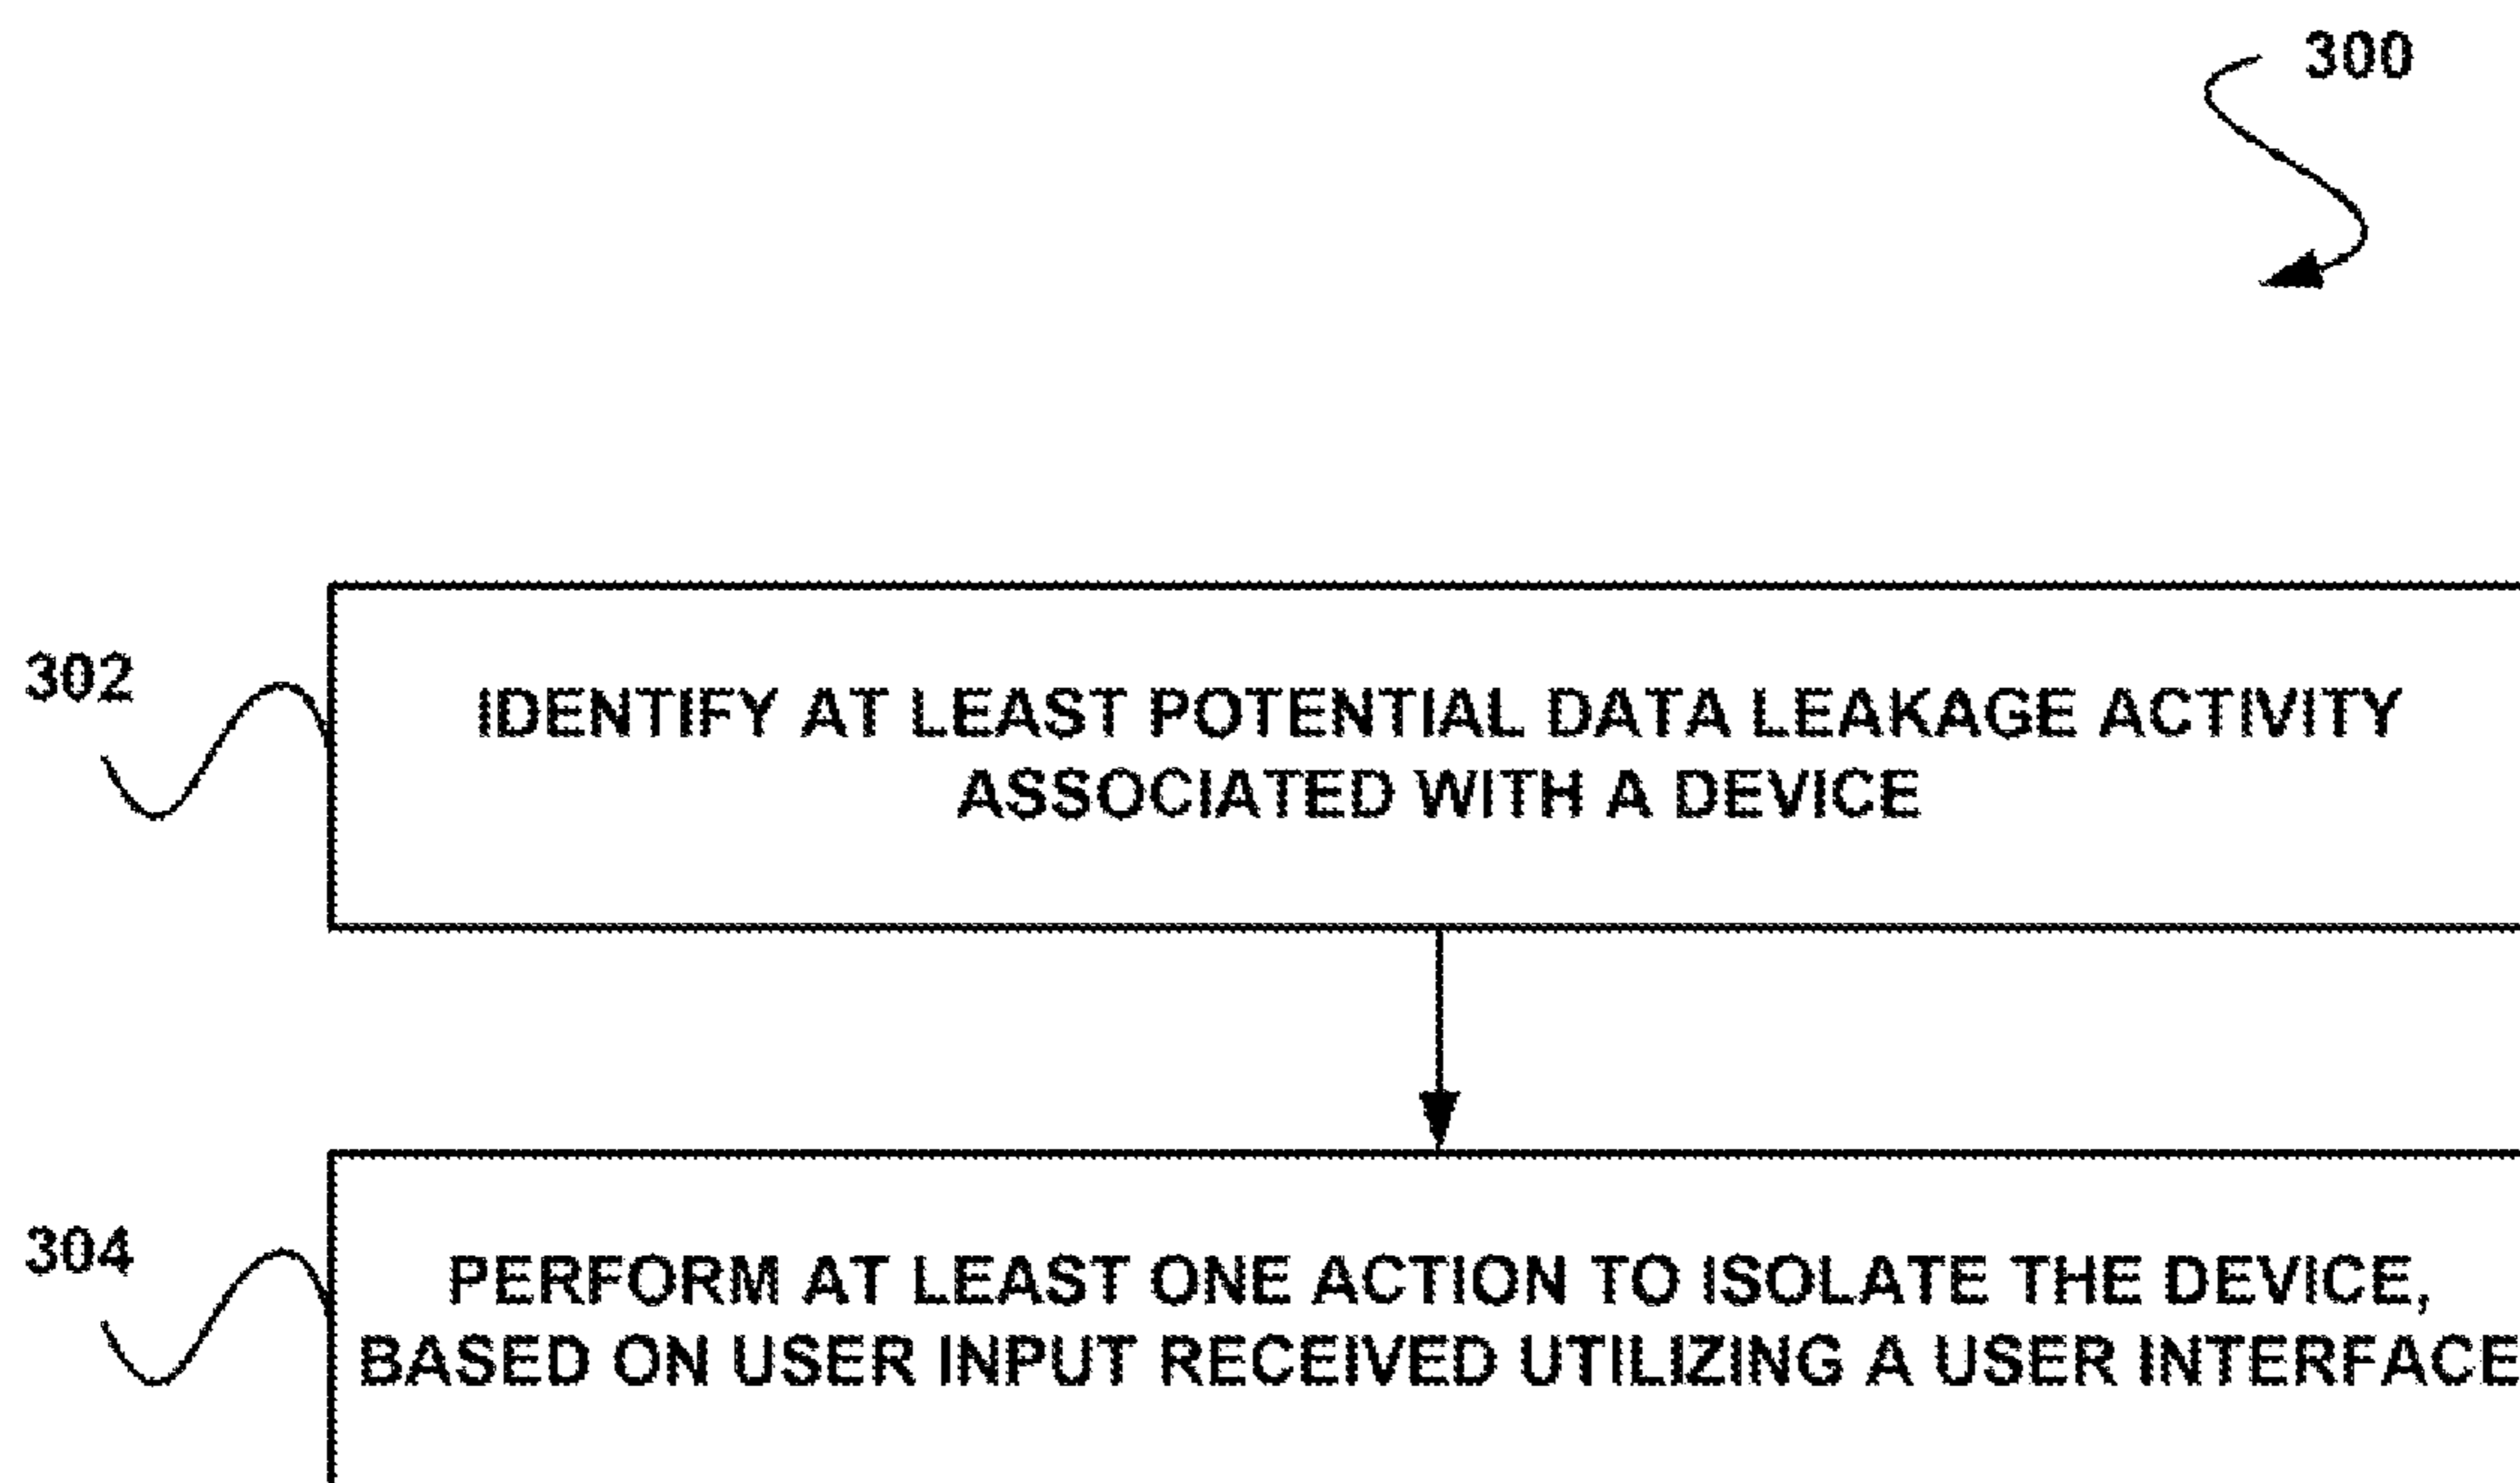 300
302
IDENTIFY AT LEAST POTENTIAL DATA LEAKAGE ACTIVITY
ASSOCIATED WITH A DEVICE
304
PERFORM AT LEAST ONE ACTION TO ISOLATE THE DEVICE,
BASED ON USER INPUT RECEIVED UTILIZING A USER INTERFACE